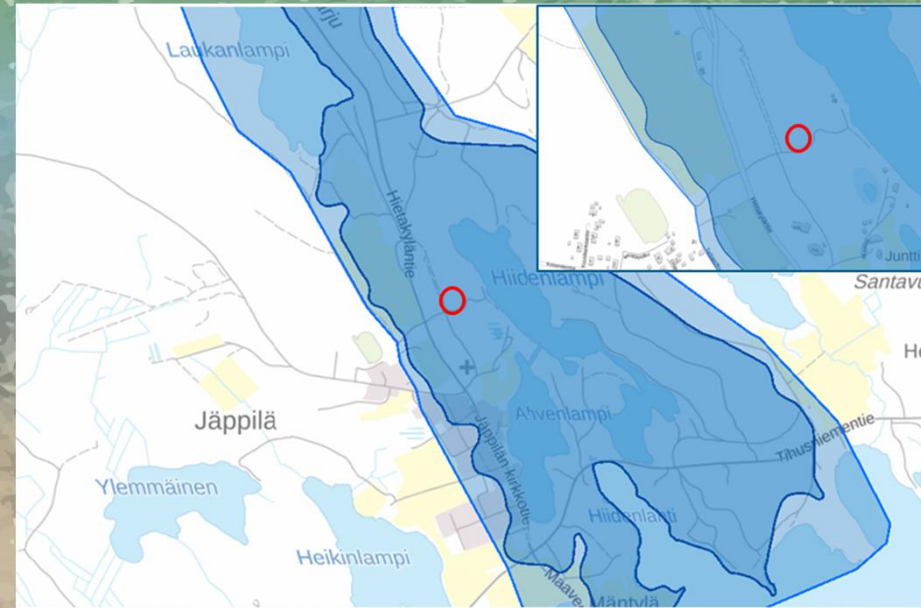 Laukanlampi
Hietakyläntie
Hiidenlampi
Juntti
Santavu
Jäppilä
Ahvenlampi
Jäppilän kirkkotie
Tihusniementie
Ylemmäinen
Hiidenlahti
Heikinlampi
Mäntylä